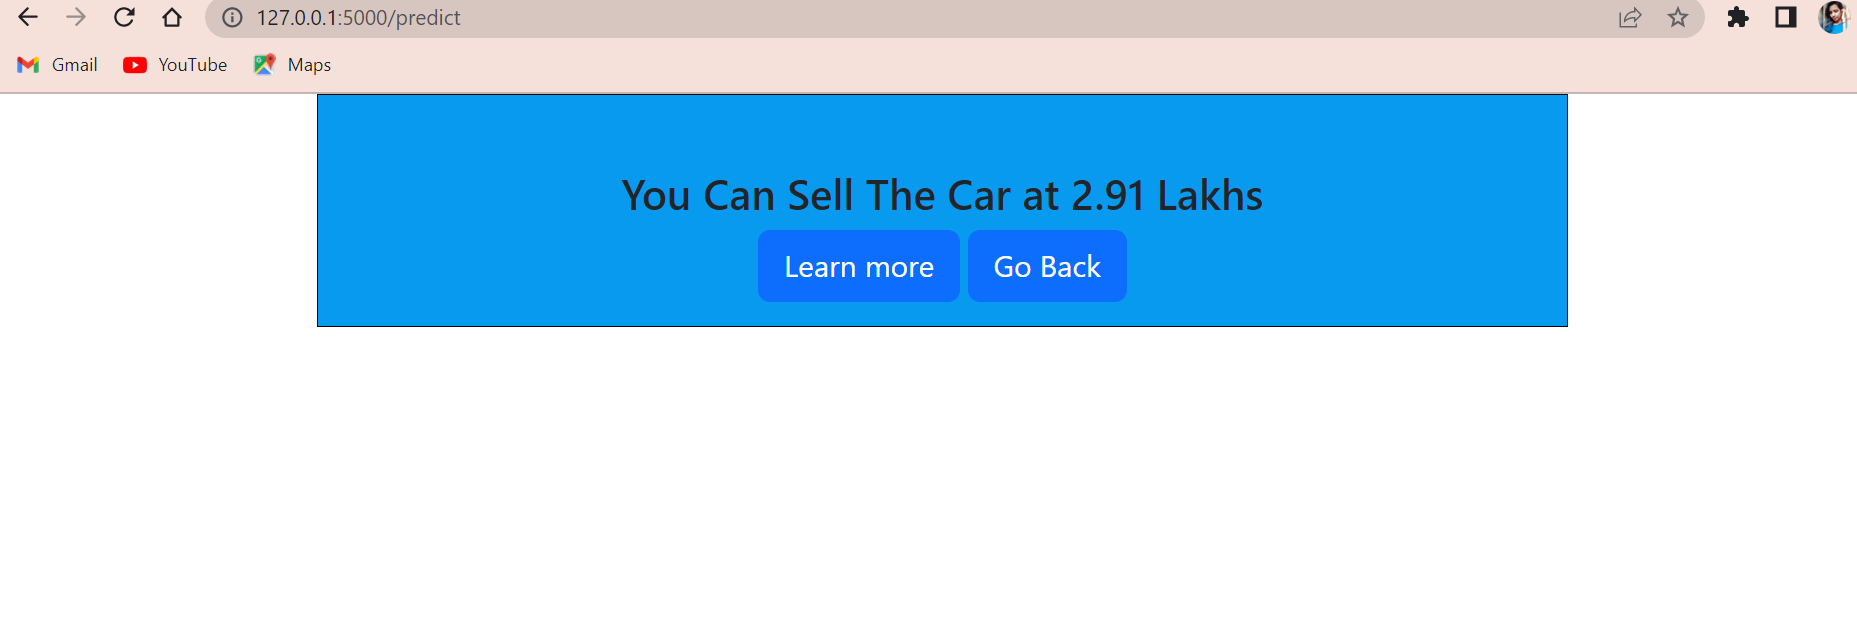 127.0.0.1:5000/predict
Gmail YouTube Maps
You Can Sell The Car at 2.91 Lakhs
Learn more Go Back